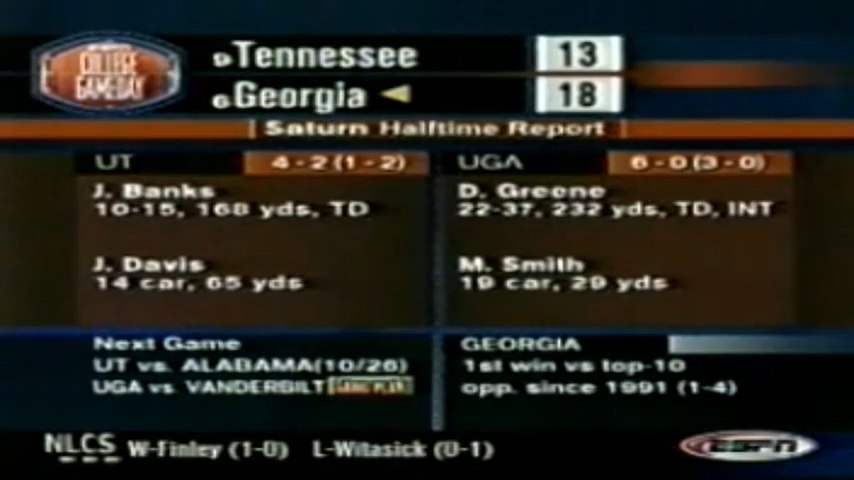 COLLEGE
GAMEDAY
9 Tennessee 13
6 Georgia 18
Saturn Halftime Report
UT 4-2 (1-2)
J. Banks
10-15, 168 yds, TD
J. Davis
14 car, 65 yds
UGA 6-0 (3-0)
D. Greene
22-37, 232 yds, TD, INT
M. Smith
19 car, 29 yds
Next Game
UT vs. ALABAMA(10/26)
UGA vs. VANDERBILT GAME PLAN
GEORGIA
1st win vs top-10
opp. since 1991 (1-4)
NLCS W-Finley (1-0) L-Witasick (0-1)
ESPN